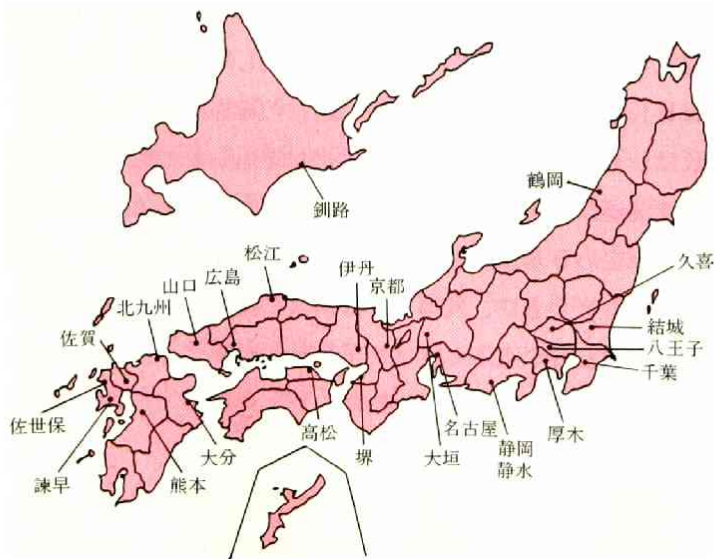 釧路
鶴岡
松江
伊丹
京都
久喜
広島
山口
北九州
結城
佐賀
八王子
千葉
佐世保
大分
高松
堺
大垣
名古屋
静岡
静水
厚木
諫早
熊本